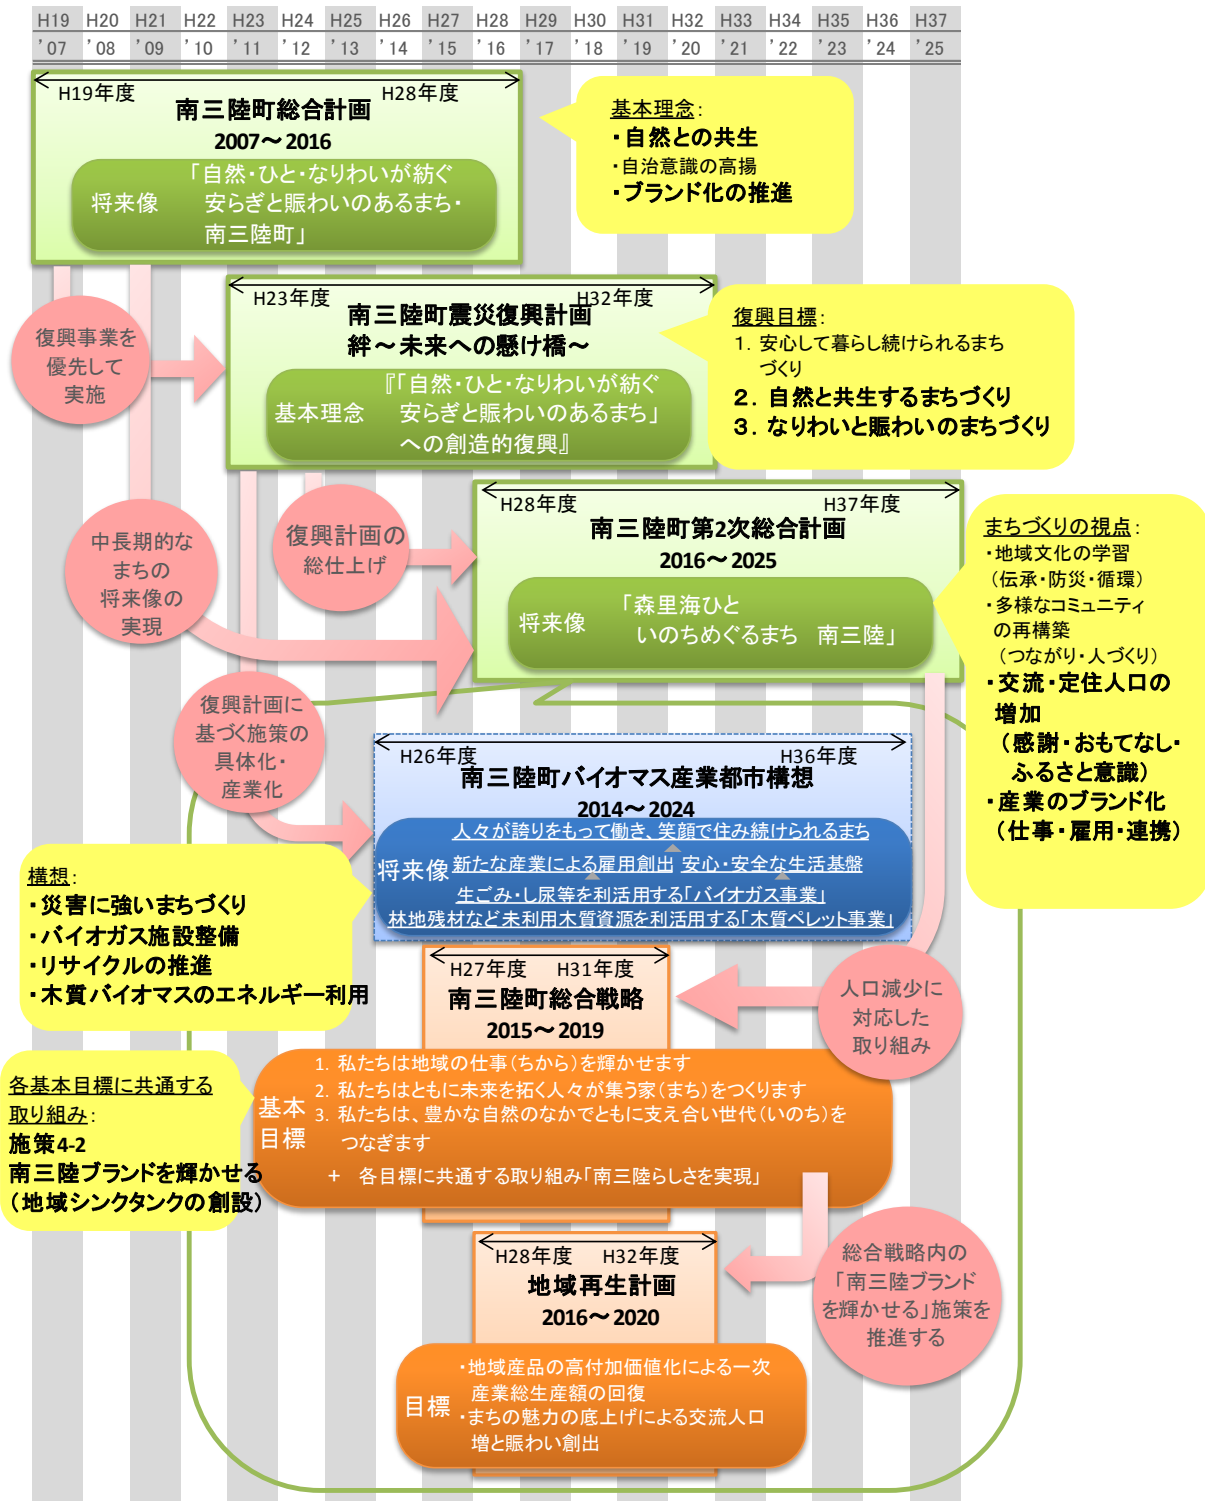 H19 H20 H21 H22 H23 H24 H25 H26 H27 H28 H29 H30 H31 H32 H33 H34 H35 H36 H37
’07 ’08 ’09 ’10 ’11 ’12 ’13 ’14 ’15 ’16 ’17 ’18 ’19 ’20 ’21 ’22 ’23 ’24 ’25
H19年度 H28年度
南三陸町総合計画
2007～2016
将来像
「自然・ひと・なりわいが紡ぐ
安らぎと賑わいのあるまち・
南三陸町」
基本理念：
・自然との共生
・自治意識の高揚
・ブランド化の推進
復興事業を
優先して
実施
H23年度 H32年度
南三陸町震災復興計画
絆～未来への懸け橋～
基本理念
『「自然・ひと・なりわいが紡ぐ
安らぎと賑わいのあるまち」
への創造的復興』
復興目標：
1．安心して暮らし続けられるまち
づくり
2．自然と共生するまちづくり
3．なりわいと賑わいのまちづくり
中長期的な
まちの
将来像の
実現
復興計画の
総仕上げ
H28年度 H37年度
南三陸町第2次総合計画
2016～2025
将来像
「森里海ひと
いのちめぐるまち　南三陸」
まちづくりの視点：
・地域文化の学習
（伝承・防災・循環）
・多様なコミュニティ
の再構築
（つながり・人づくり）
・交流・定住人口の
増加
（感謝・おもてなし・
ふるさと意識）
・産業のブランド化
（仕事・雇用・連携）
復興計画に
基づく施策の
具体化・
産業化
H26年度 H36年度
南三陸町バイオマス産業都市構想
2014～2024
将来像
人々が誇りをもって働き、笑顔で住み続けられるまち
新たな産業による雇用創出 安心・安全な生活基盤
生ごみ・し尿等を利活用する「バイオガス事業」
林地残材など未利用木質資源を利活用する「木質ペレット事業」
構想：
・災害に強いまちづくり
・バイオガス施設整備
・リサイクルの推進
・木質バイオマスのエネルギー利用
人口減少に
対応した
取り組み
H27年度 H31年度
南三陸町総合戦略
2015～2019
基本
目標
1．私たちは地域の仕事（ちから）を輝かせます
2．私たちはともに未来を拓く人々が集う家（まち）をつくります
3．私たちは、豊かな自然のなかでともに支え合い世代（いのち）を
つなぎます
＋　各目標に共通する取り組み「南三陸らしさを実現」
各基本目標に共通する
取り組み：
施策4-2
南三陸ブランドを輝かせる
（地域シンクタンクの創設）
総合戦略内の
「南三陸ブランド
を輝かせる」施策を
推進する
H28年度 H32年度
地域再生計画
2016～2020
目標
・地域産品の高付加価値化による一次
産業総生産額の回復
・まちの魅力の底上げによる交流人口
増と賑わい創出